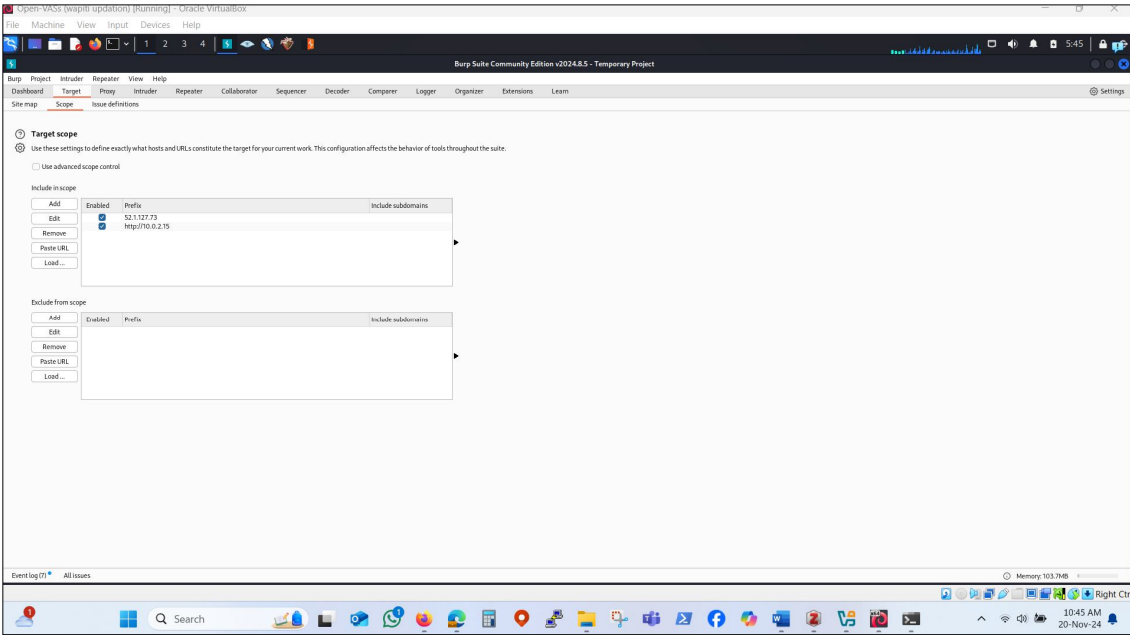 Open-VASs (wapiti updation) [Running] - Oracle VirtualBox
File Machine View Input Devices Help
1 2 3 4 5:45
Burp Suite Community Edition v2024.8.5 - Temporary Project
Burp Project Intruder Repeater View Help
Dashboard Target Proxy Intruder Repeater Collaborator Sequencer Decoder Comparer Logger Organizer Extensions Learn Settings
Site map Scope Issue definitions
Target scope
Use these settings to define exactly what hosts and URLs constitute the target for your current work. This configuration affects the behavior of tools throughout the suite.
Use advanced scope control
Include in scope
Add Enabled Prefix Include subdomains
Edit 52.1.127.73
Remove http://10.0.2.15
Paste URL
Load ...
Exclude from scope
Add Enabled Prefix Include subdomains
Edit
Remove
Paste URL
Load ...
Event log (7) All issues Memory: 103.7MB
Right Ctr
1 Search 10:45 AM
20-Nov-24